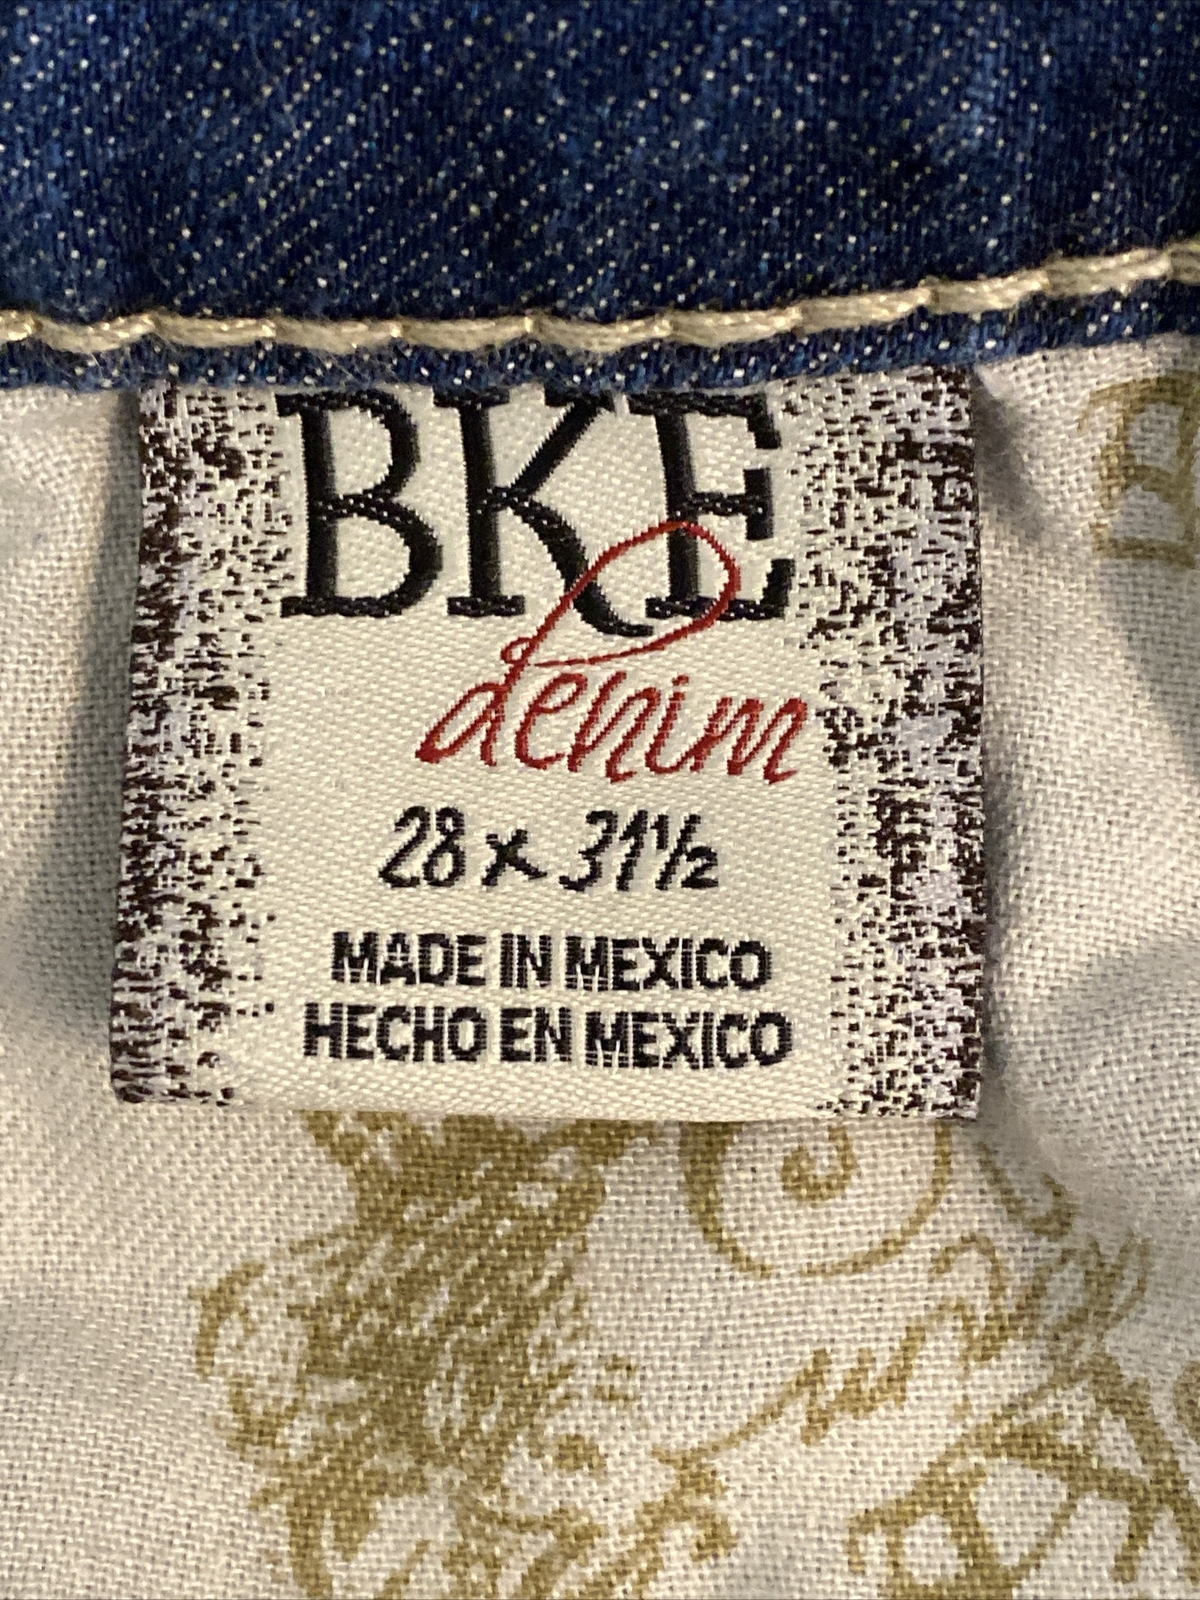 BKE
denim
28 x 31½
MADE IN MEXICO
HECHO EN MEXICO